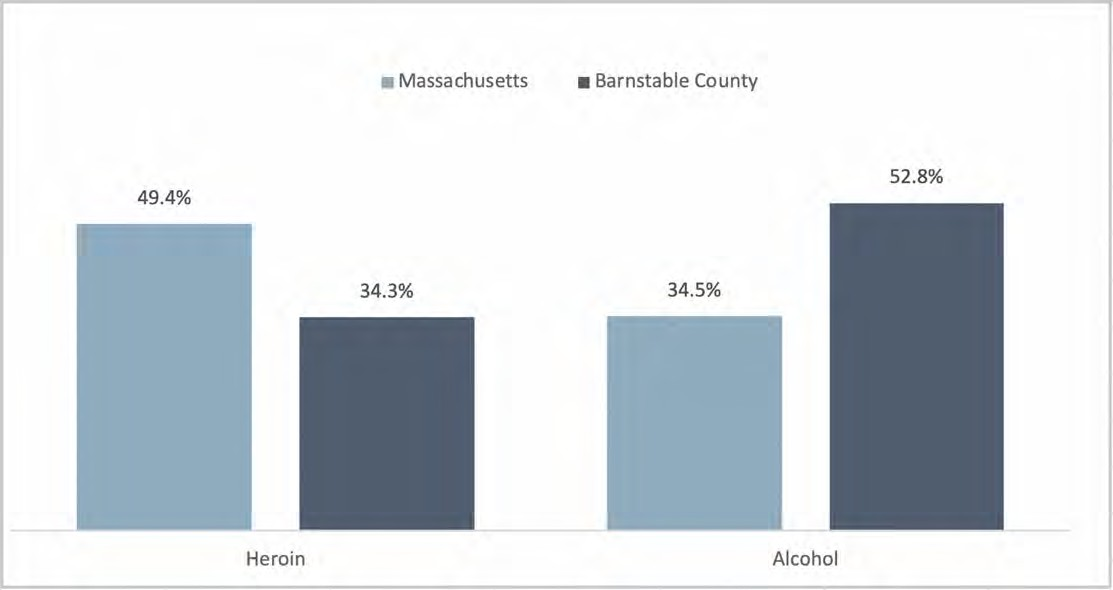 Massachusetts Barnstable County
52.8%
49.4%
34.3% 34.5%
Heroin Alcohol